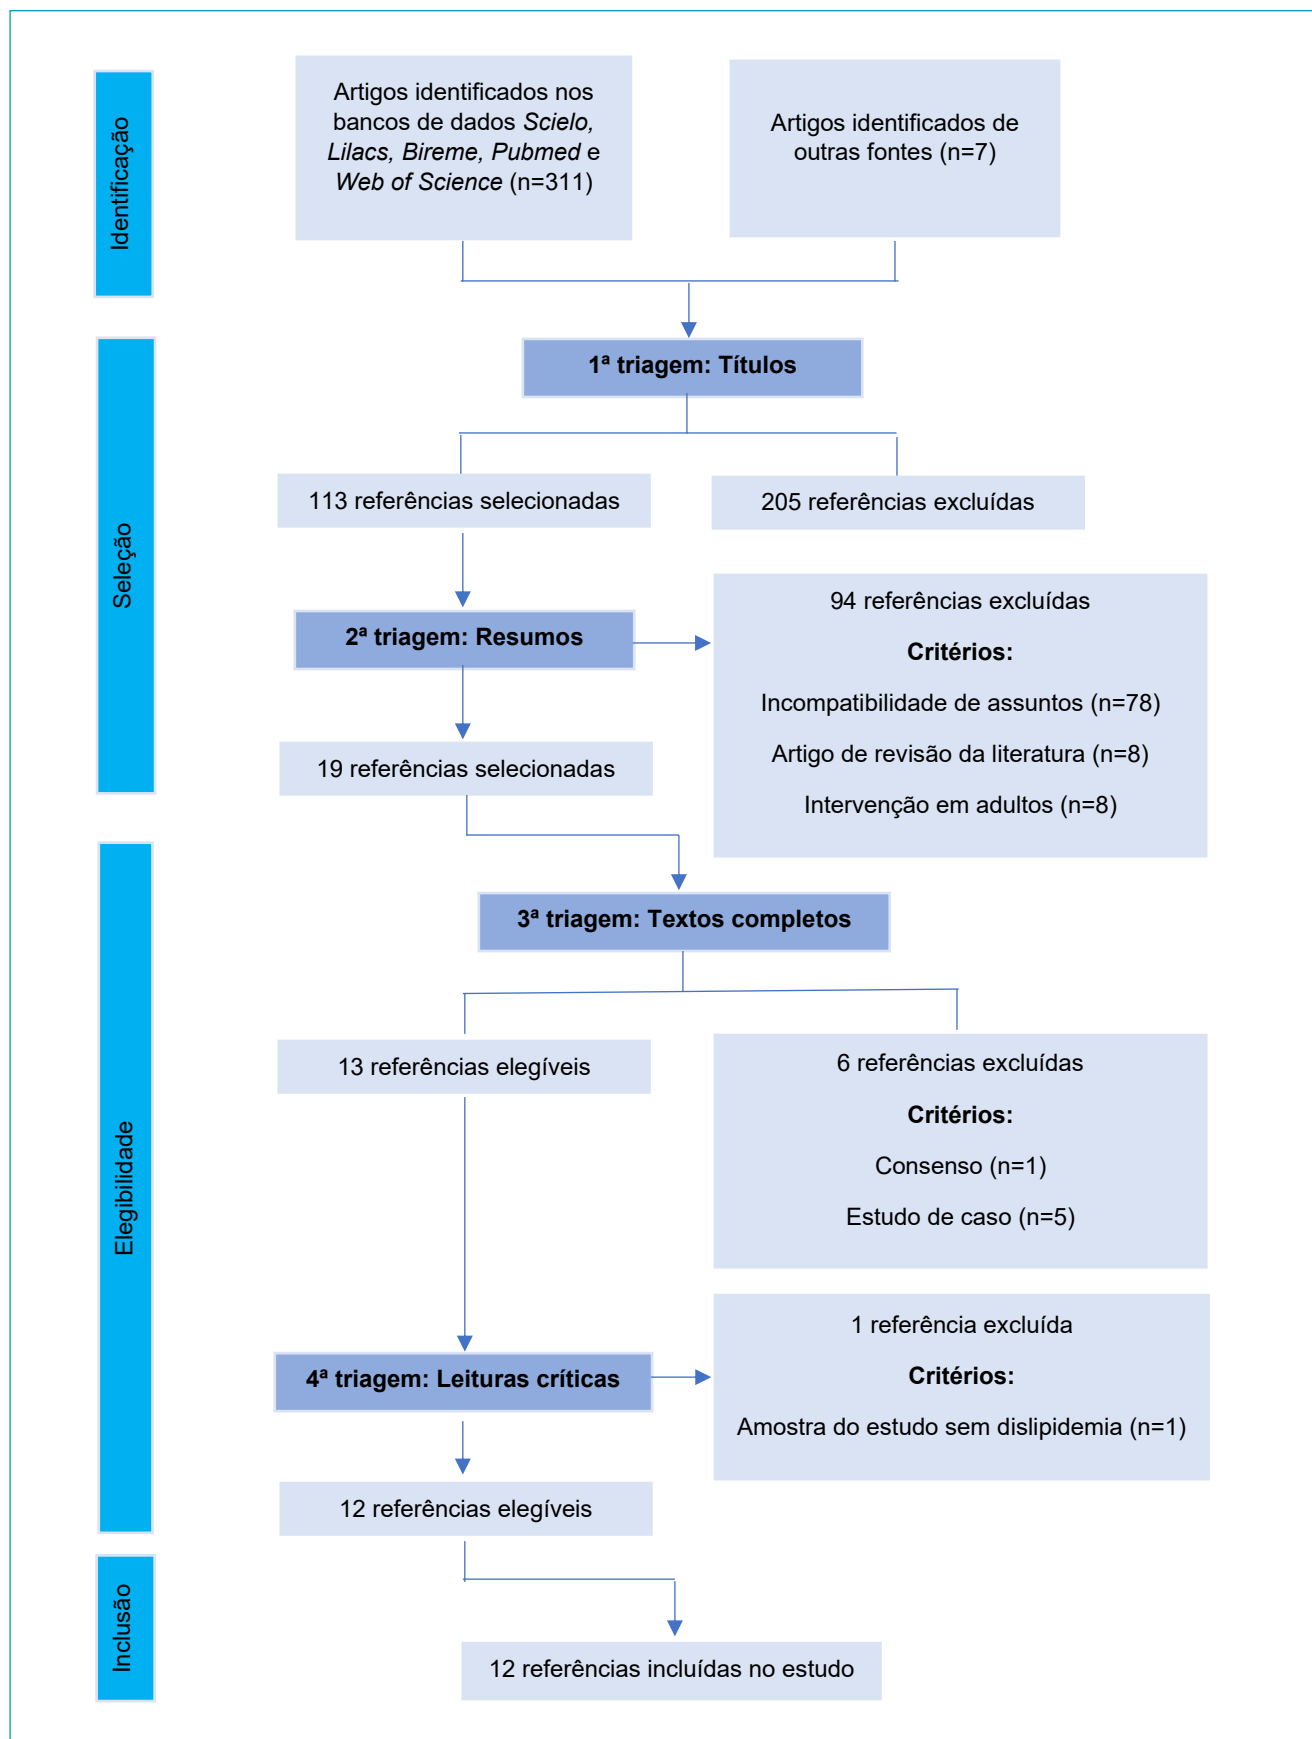 Identificação
Artigos identificados nos
bancos de dados Scielo,
Lilacs, Bireme, Pubmed e
Web of Science (n=311)
Artigos identificados de
outras fontes (n=7)
Seleção
1ª triagem: Títulos
113 referências selecionadas
205 referências excluídas
2ª triagem: Resumos
94 referências excluídas
Critérios:
Incompatibilidade de assuntos (n=78)
Artigo de revisão da literatura (n=8)
Intervenção em adultos (n=8)
19 referências selecionadas
Elegibilidade
3ª triagem: Textos completos
13 referências elegíveis
6 referências excluídas
Critérios:
Consenso (n=1)
Estudo de caso (n=5)
4ª triagem: Leituras críticas
1 referência excluída
Critérios:
Amostra do estudo sem dislipidemia (n=1)
12 referências elegíveis
Inclusão
12 referências incluídas no estudo